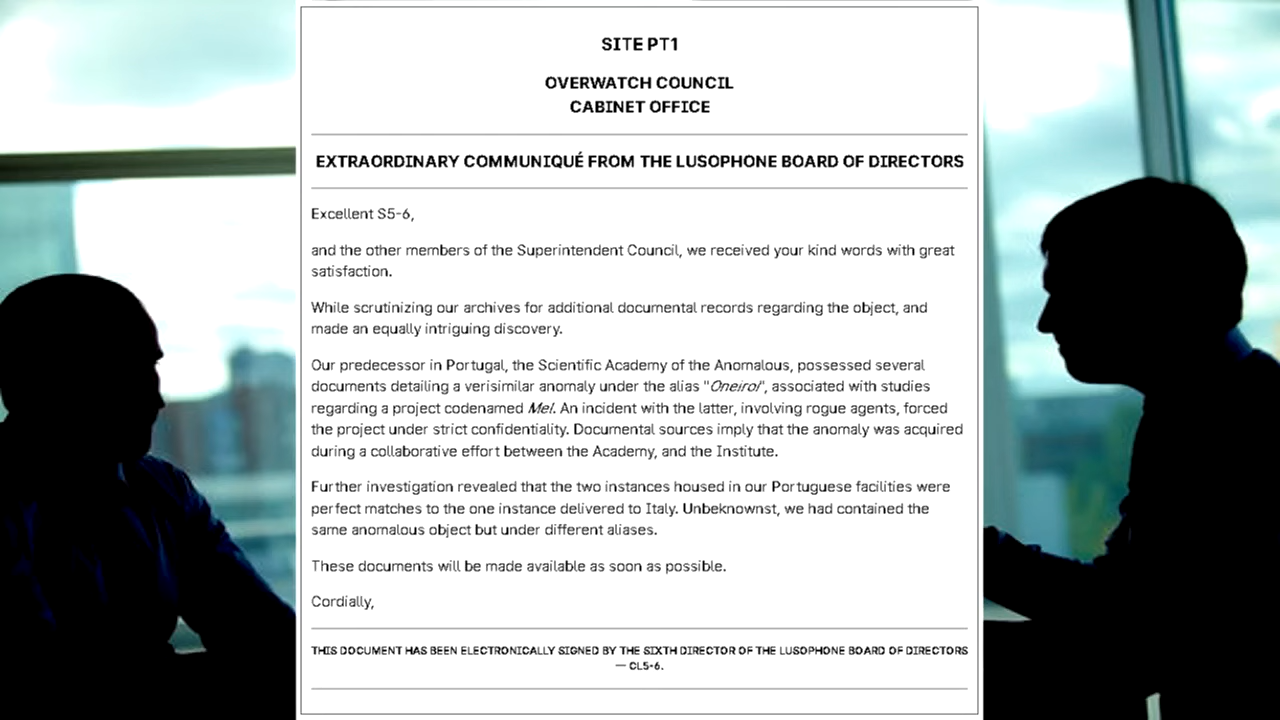 SITE PT1
OVERWATCH COUNCIL
CABINET OFFICE
EXTRAORDINARY COMMUNIQUÉ FROM THE LUSOPHONE BOARD OF DIRECTORS
Excellent S5-6,
and the other members of the Superintendent Council, we received your kind words with great
satisfaction.
While scrutinizing our archives for additional documental records regarding the object, and
made an equally intriguing discovery.
Our predecessor in Portugal, the Scientific Academy of the Anomalous, possessed several
documents detailing a verisimilar anomaly under the alias "Oneiroi", associated with studies
regarding a project codenamed Mel. An incident with the latter, involving rogue agents, forced
the project under strict confidentiality. Documental sources imply that the anomaly was acquired
during a collaborative effort between the Academy, and the Institute.
Further investigation revealed that the two instances housed in our Portuguese facilities were
perfect matches to the one instance delivered to Italy. Unbeknownst, we had contained the
same anomalous object but under different aliases.
These documents will be made available as soon as possible.
Cordially,
THIS DOCUMENT HAS BEEN ELECTRONICALLY SIGNED BY THE SIXTH DIRECTOR OF THE LUSOPHONE BOARD OF DIRECTORS
— CL5-6.